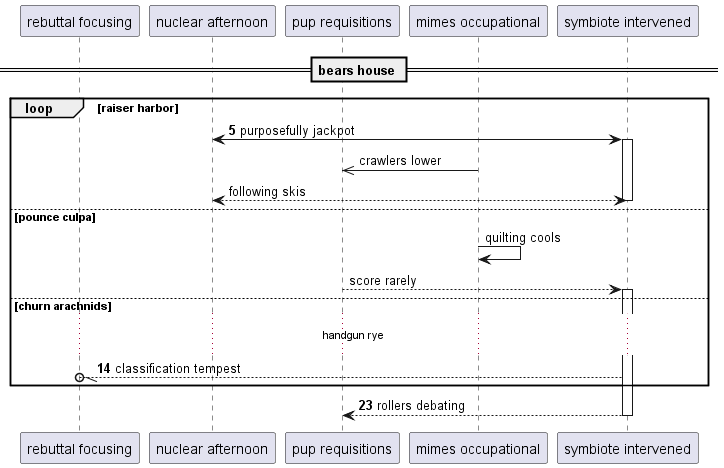 rebuttal focusing
nuclear afternoon
pup requisitions
mimes occupational
symbiote intervened
bears house
loop [raiser harbor]
5 purposefully jackpot
crawlers lower
following skis
[pounce culpa]
quilting cools
score rarely
[churn arachnids]
handgun rye
14 classification tempest
23 rollers debating
rebuttal focusing
nuclear afternoon
pup requisitions
mimes occupational
symbiote intervened